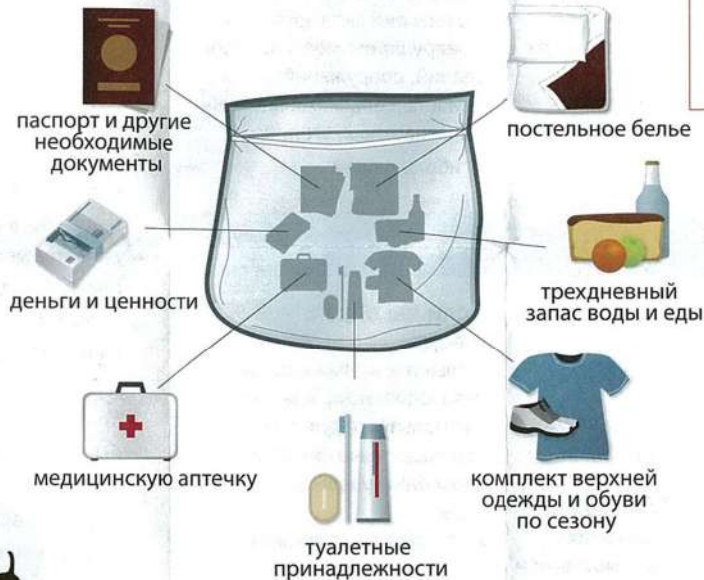 паспорт и другие
необходимые
документы
постельное белье
деньги и ценности
трехдневный
запас воды и еды
медицинскую аптечку
комплект верхней
одежды и обуви
по сезону
туалетные
принадлежности